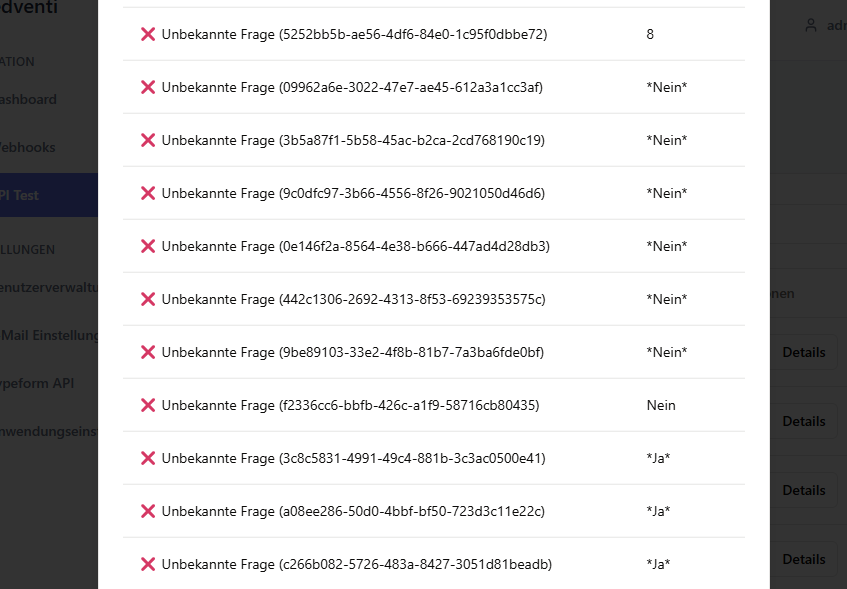 dventi
ATION
ashboard
ebhooks
PI Test
LLUNGEN
enutzerverwaltu
Mail Einstellung
ypeform API
nwendungseinst
❌ Unbekannte Frage (5252bb5b-ae56-4df6-84e0-1c95f0dbbe72) 8
❌ Unbekannte Frage (09962a6e-3022-47e7-ae45-612a3a1cc3af) *Nein*
❌ Unbekannte Frage (3b5a87f1-5b58-45ac-b2ca-2cd768190c19) *Nein*
❌ Unbekannte Frage (9c0dfc97-3b66-4556-8f26-9021050d46d6) *Nein*
❌ Unbekannte Frage (0e146f2a-8564-4e38-b666-447ad4d28db3) *Nein*
❌ Unbekannte Frage (442c1306-2692-4313-8f53-69239353575c) *Nein*
❌ Unbekannte Frage (9be89103-33e2-4f8b-81b7-7a3ba6fde0bf) *Nein*
❌ Unbekannte Frage (f2336cc6-bbfb-426c-a1f9-58716cb80435) Nein
❌ Unbekannte Frage (3c8c5831-4991-49c4-881b-3c3ac0500e41) *Ja*
❌ Unbekannte Frage (a08ee286-50d0-4bbf-bf50-723d3c11e22c) *Ja*
❌ Unbekannte Frage (c266b082-5726-483a-8427-3051d81beadb) *Ja*
adr
nen
Details
Details
Details
Details